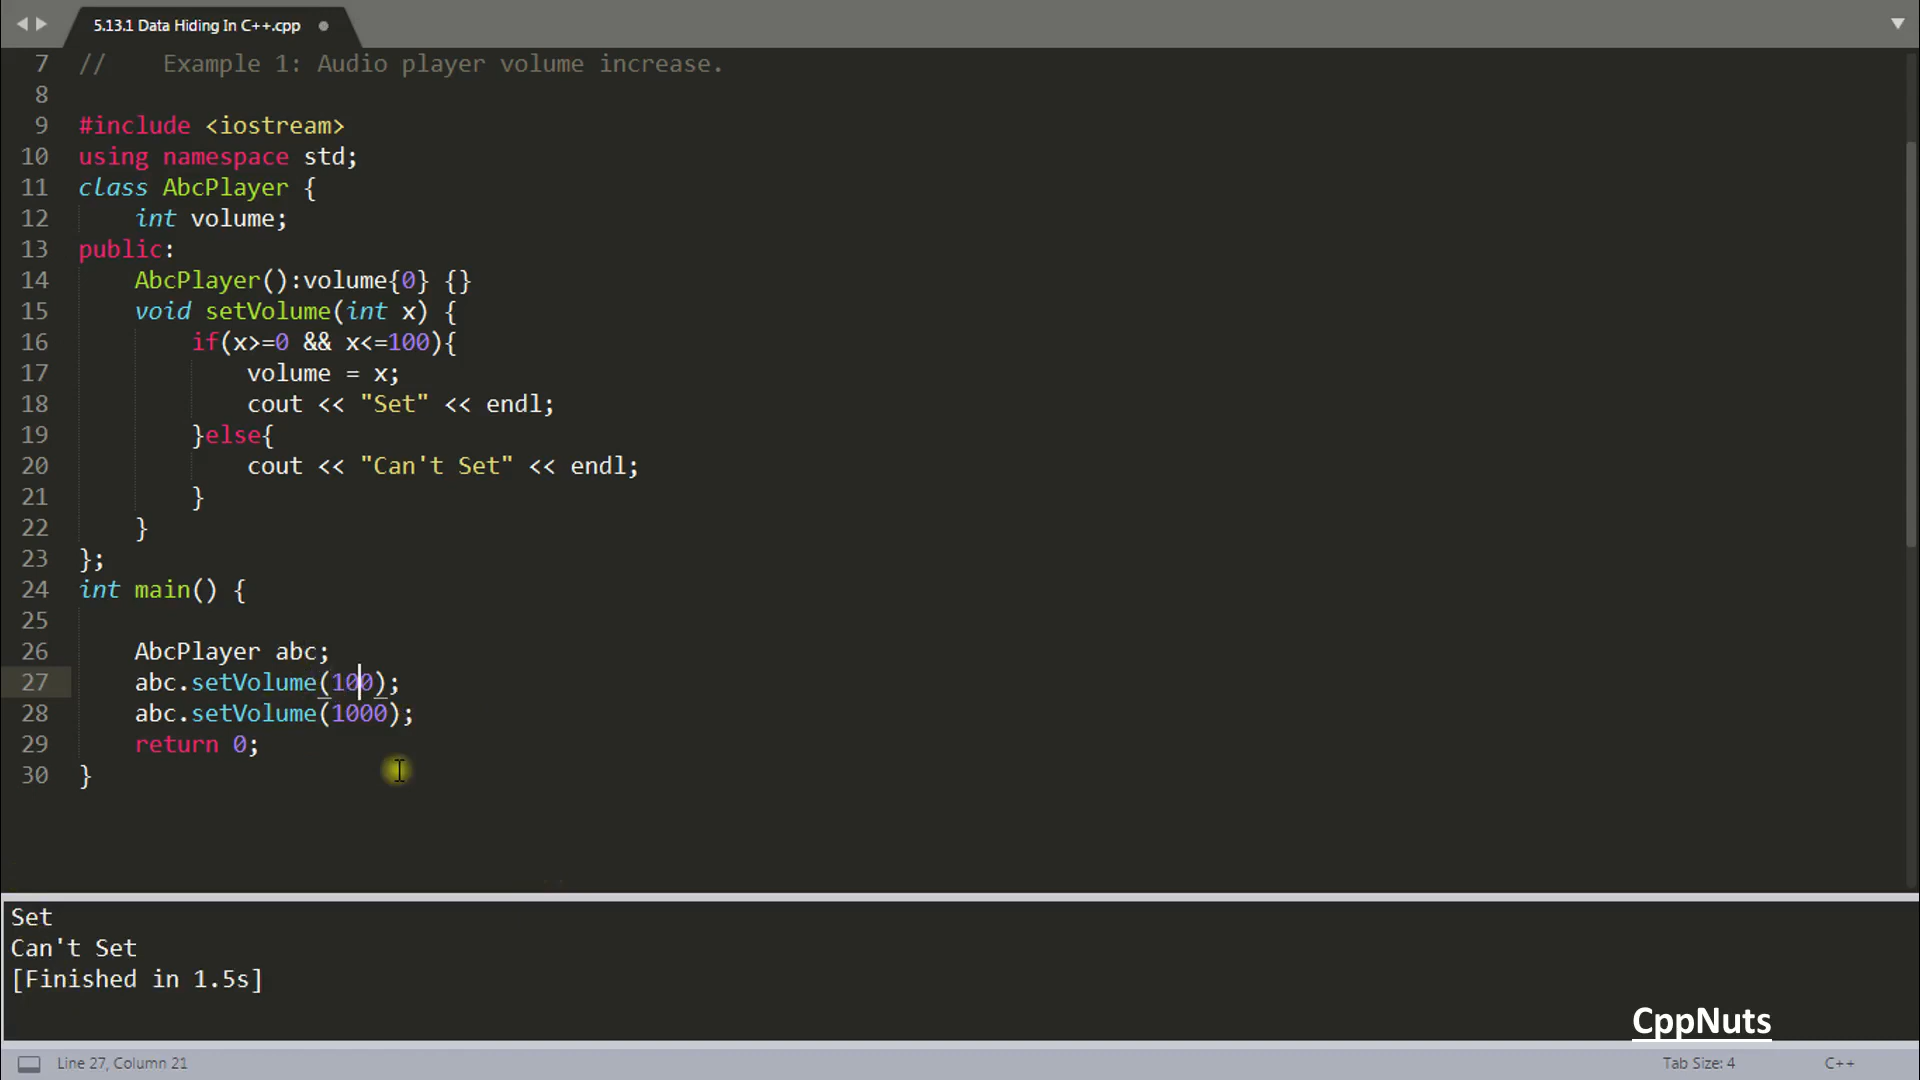 5.13.1 Data Hiding In C++.cpp
7 //    Example 1: Audio player volume increase.
8
9 #include <iostream>
10 using namespace std;
11 class AbcPlayer {
12     int volume;
13 public:
14     AbcPlayer():volume{0} {}
15     void setVolume(int x) {
16         if(x>=0 && x<=100){
17             volume = x;
18             cout << "Set" << endl;
19         }else{
20             cout << "Can't Set" << endl;
21         }
22     }
23 };
24 int main() {
25
26     AbcPlayer abc;
27     abc.setVolume(100);
28     abc.setVolume(1000);
29     return 0;
30 }
Set
Can't Set
[Finished in 1.5s]
CppNuts
Line 27, Column 21
Tab Size: 4
C++